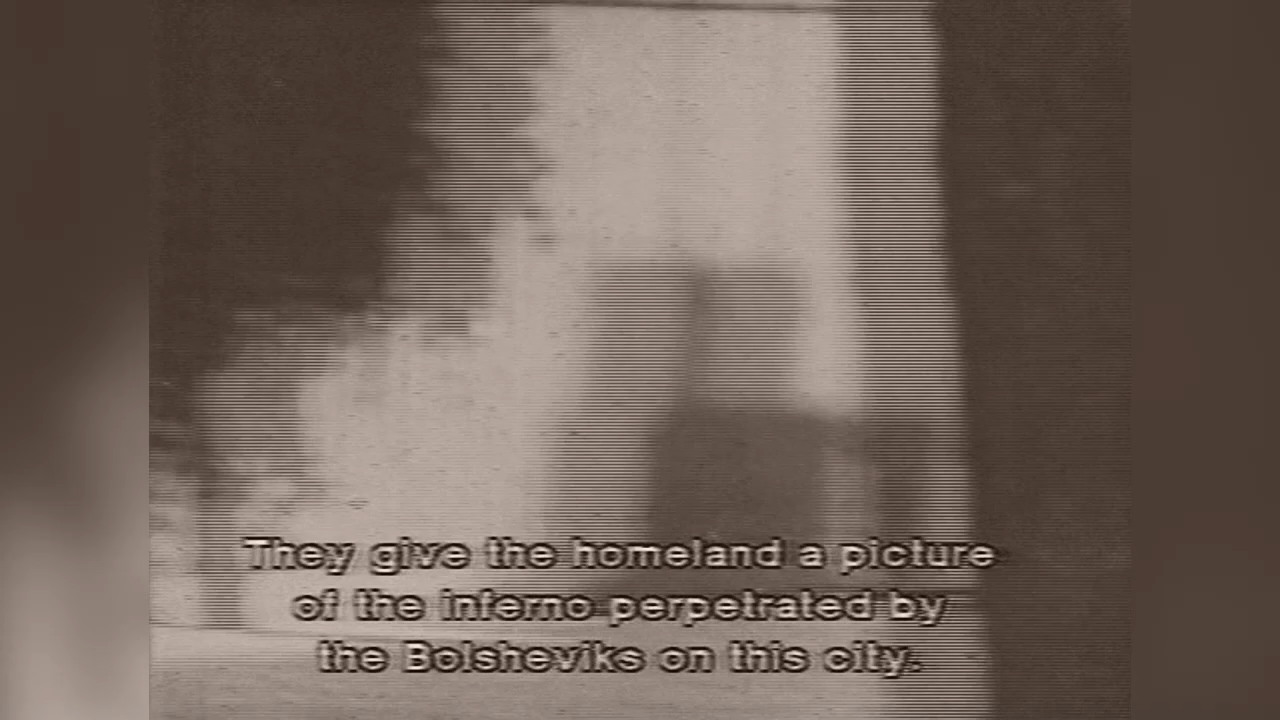 They give the homeland a picture
of the inferno perpetrated by
the Bolsheviks on this city.